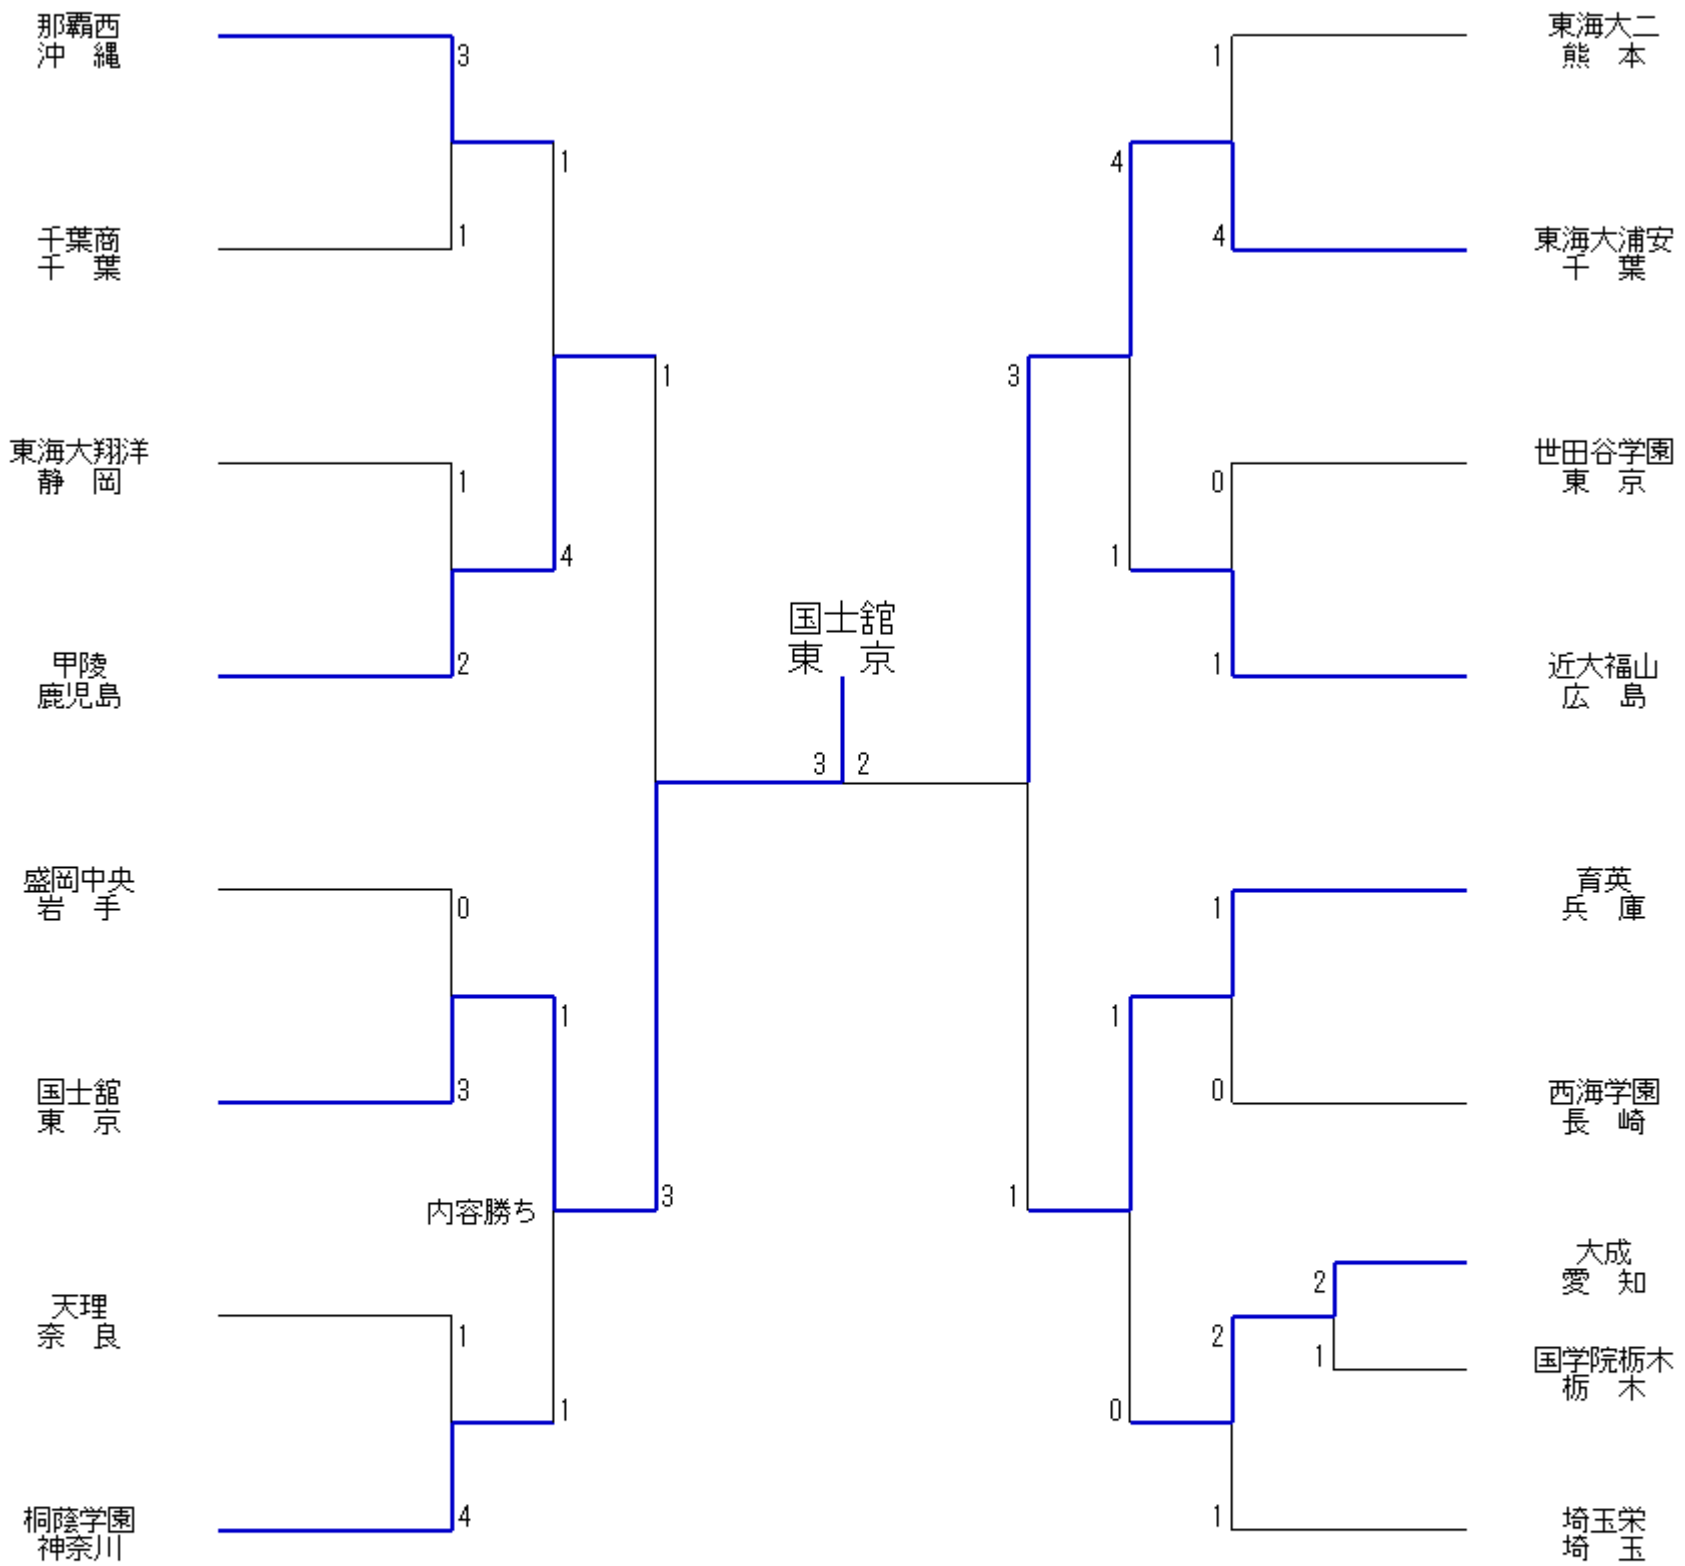 那覇西
沖　縄
3
1
千葉商
千　葉
1
東海大翔洋
静　岡
1
4
甲陵
鹿児島
2
1
盛岡中央
岩　手
0
1
国士舘
東　京
3
内容勝ち
3
天理
奈　良
1
1
桐蔭学園
神奈川
4
国士舘
東　京
3 2
東海大二
熊　本
1
4
東海大浦安
千　葉
4
3
世田谷学園
東　京
0
1
近大福山
広　島
1
育英
兵　庫
1
1
西海学園
長　崎
0
1
大成
愛　知
2
2
国学院栃木
栃　木
1
0
埼玉栄
埼　玉
1